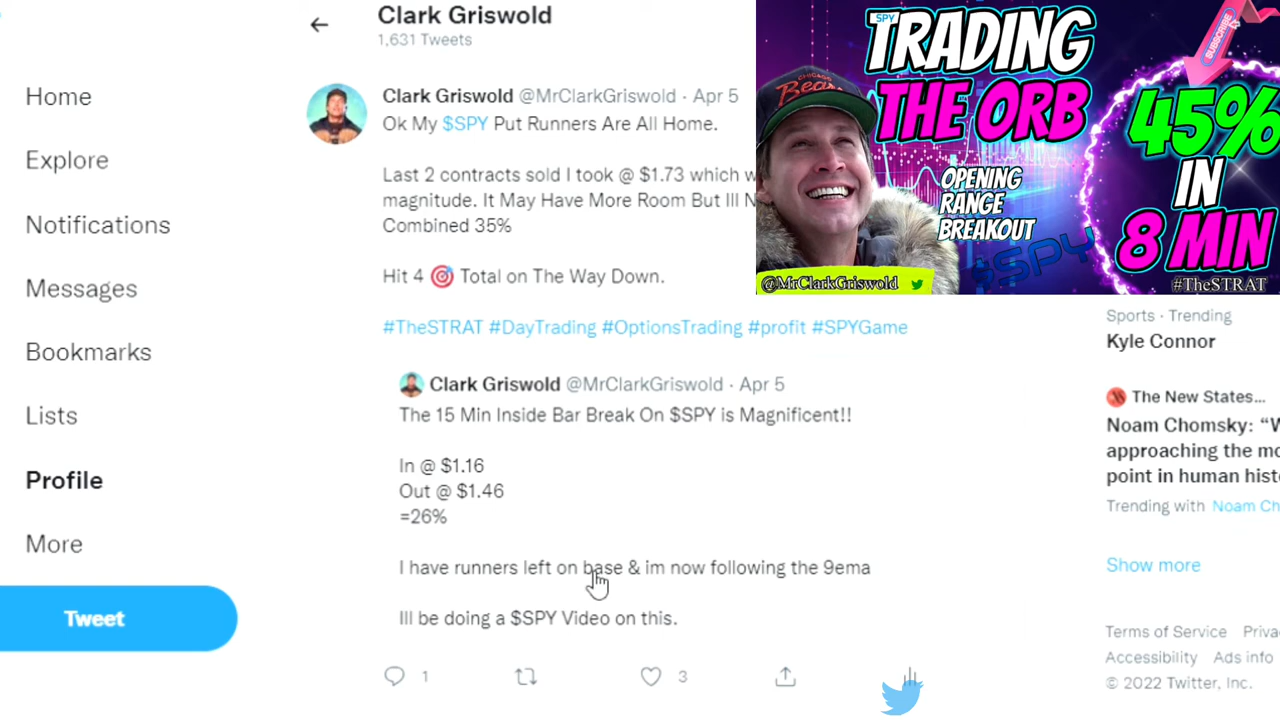 Clark Griswold
1,631 Tweets
Home
Explore
Notifications
Messages
Bookmarks
Lists
Profile
More
Tweet
Clark Griswold @MrClarkGriswold · Apr 5
Ok My $SPY Put Runners Are All Home.
Last 2 contracts sold I took @ $1.73 which
magnitude. It May Have More Room But Ill
Combined 35%
Hit 4 🎯 Total on The Way Down.
#TheSTRAT #DayTrading #OptionsTrading #profit #SPYGame
Clark Griswold @MrClarkGriswold · Apr 5
The 15 Min Inside Bar Break On $SPY is Magnificent!!
In @ $1.16
Out @ $1.46
=26%
I have runners left on base & im now following the 9ema
Ill be doing a $SPY Video on this.
1
3
SPY
TRADING
THE ORB
OPENING
RANGE
BREAKOUT
$SPY
CHICAGO
Bears
@MrClarkGriswold
SUBSCRIBE
45%
IN
8 MIN
#TheSTRAT
Sports · Trending
Kyle Connor
The New States...
Noam Chomsky: “W
approaching the mo
point in human hist
Trending with Noam Ch
Show more
Terms of Service Priva
Accessibility Ads info
© 2022 Twitter, Inc.